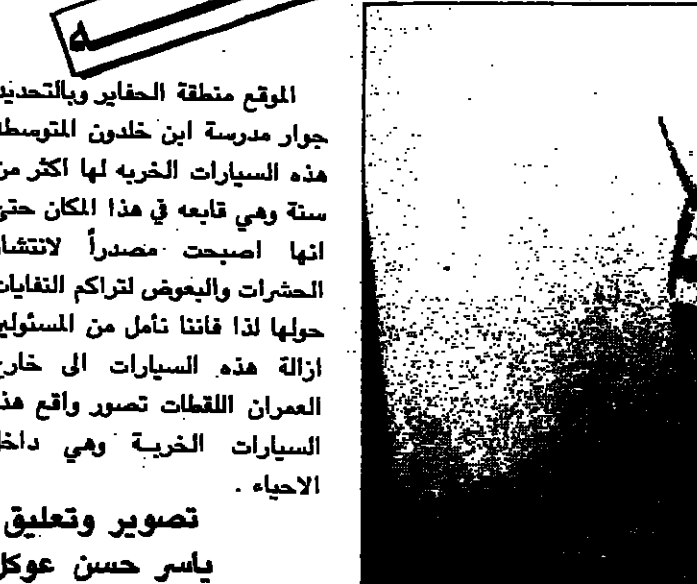 ـه
الموقع منطقة الحفاير وبالتحديد
جوار مدرسة ابن خلدون المتوسطه
هذه السيارات الخربه لها اكثر من
سنة وهي قابعه في هذا المكان حتى
انها اصبحت مصدراً لانتشار
الحشرات والبعوض لتراكم النفايات
حولها لذا فاننا نأمل من المسئولين
ازالة هذه السيارات الى خارج
العمران اللقطات تصور واقع هذه
السيارات الخربة وهي داخل
الاحياء .
تصوير وتعليق
ياسر حسن عوكل